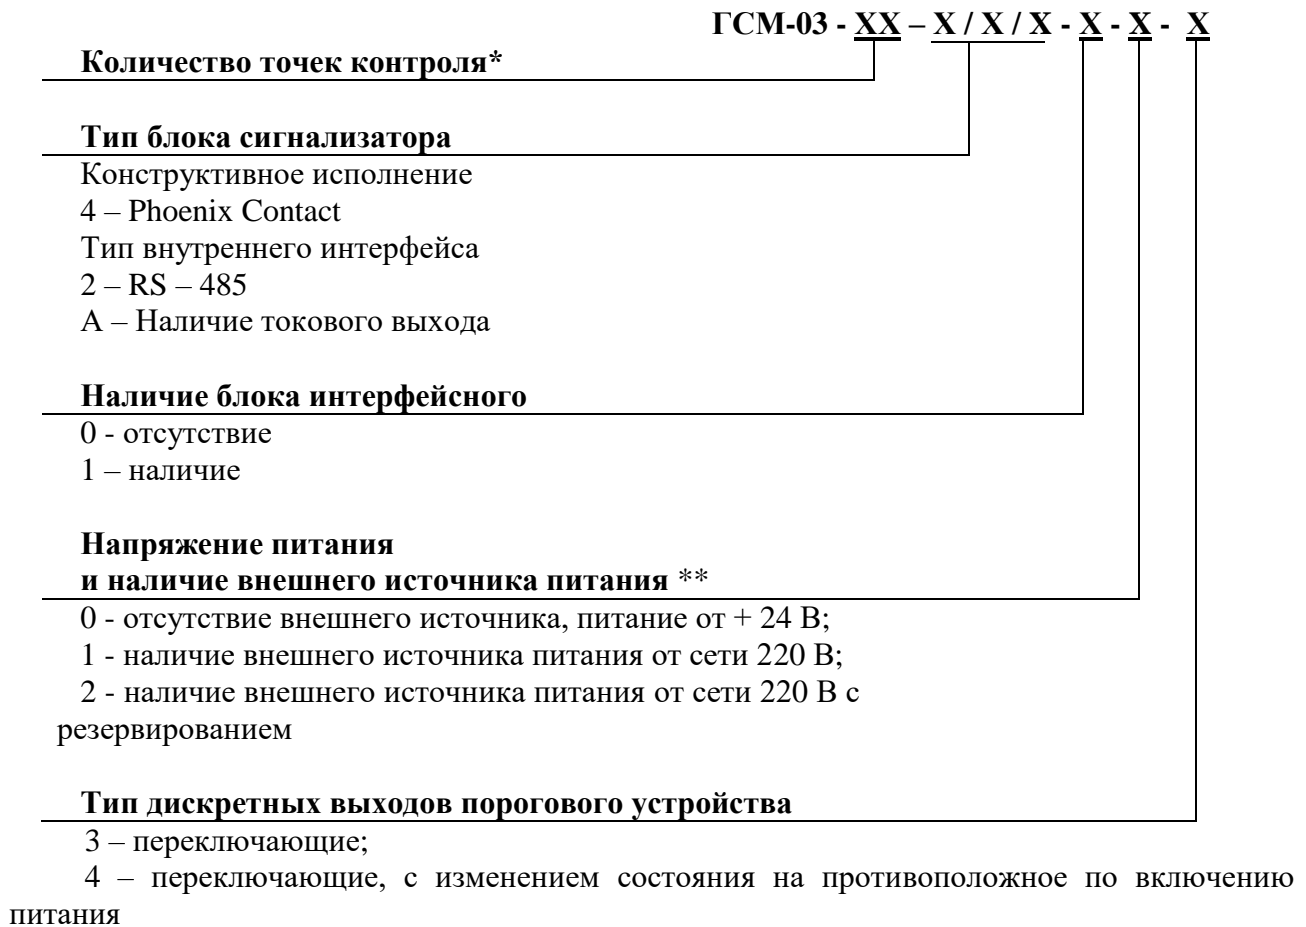 ГСМ-03 - ХХ – Х / Х / Х - Х - Х - Х
Количество точек контроля*
Тип блока сигнализатора
Конструктивное исполнение
4 – Phoenix Contact
Тип внутреннего интерфейса
2 – RS – 485
А – Наличие токового выхода
Наличие блока интерфейсного
0 - отсутствие
1 – наличие
Напряжение питания
и наличие внешнего источника питания **
0 - отсутствие внешнего источника, питание от + 24 В;
1 - наличие внешнего источника питания от сети 220 В;
2 - наличие внешнего источника питания от сети 220 В с
резервированием
Тип дискретных выходов порогового устройства
3 – переключающие;
4 – переключающие, с изменением состояния на противоположное по включению
питания